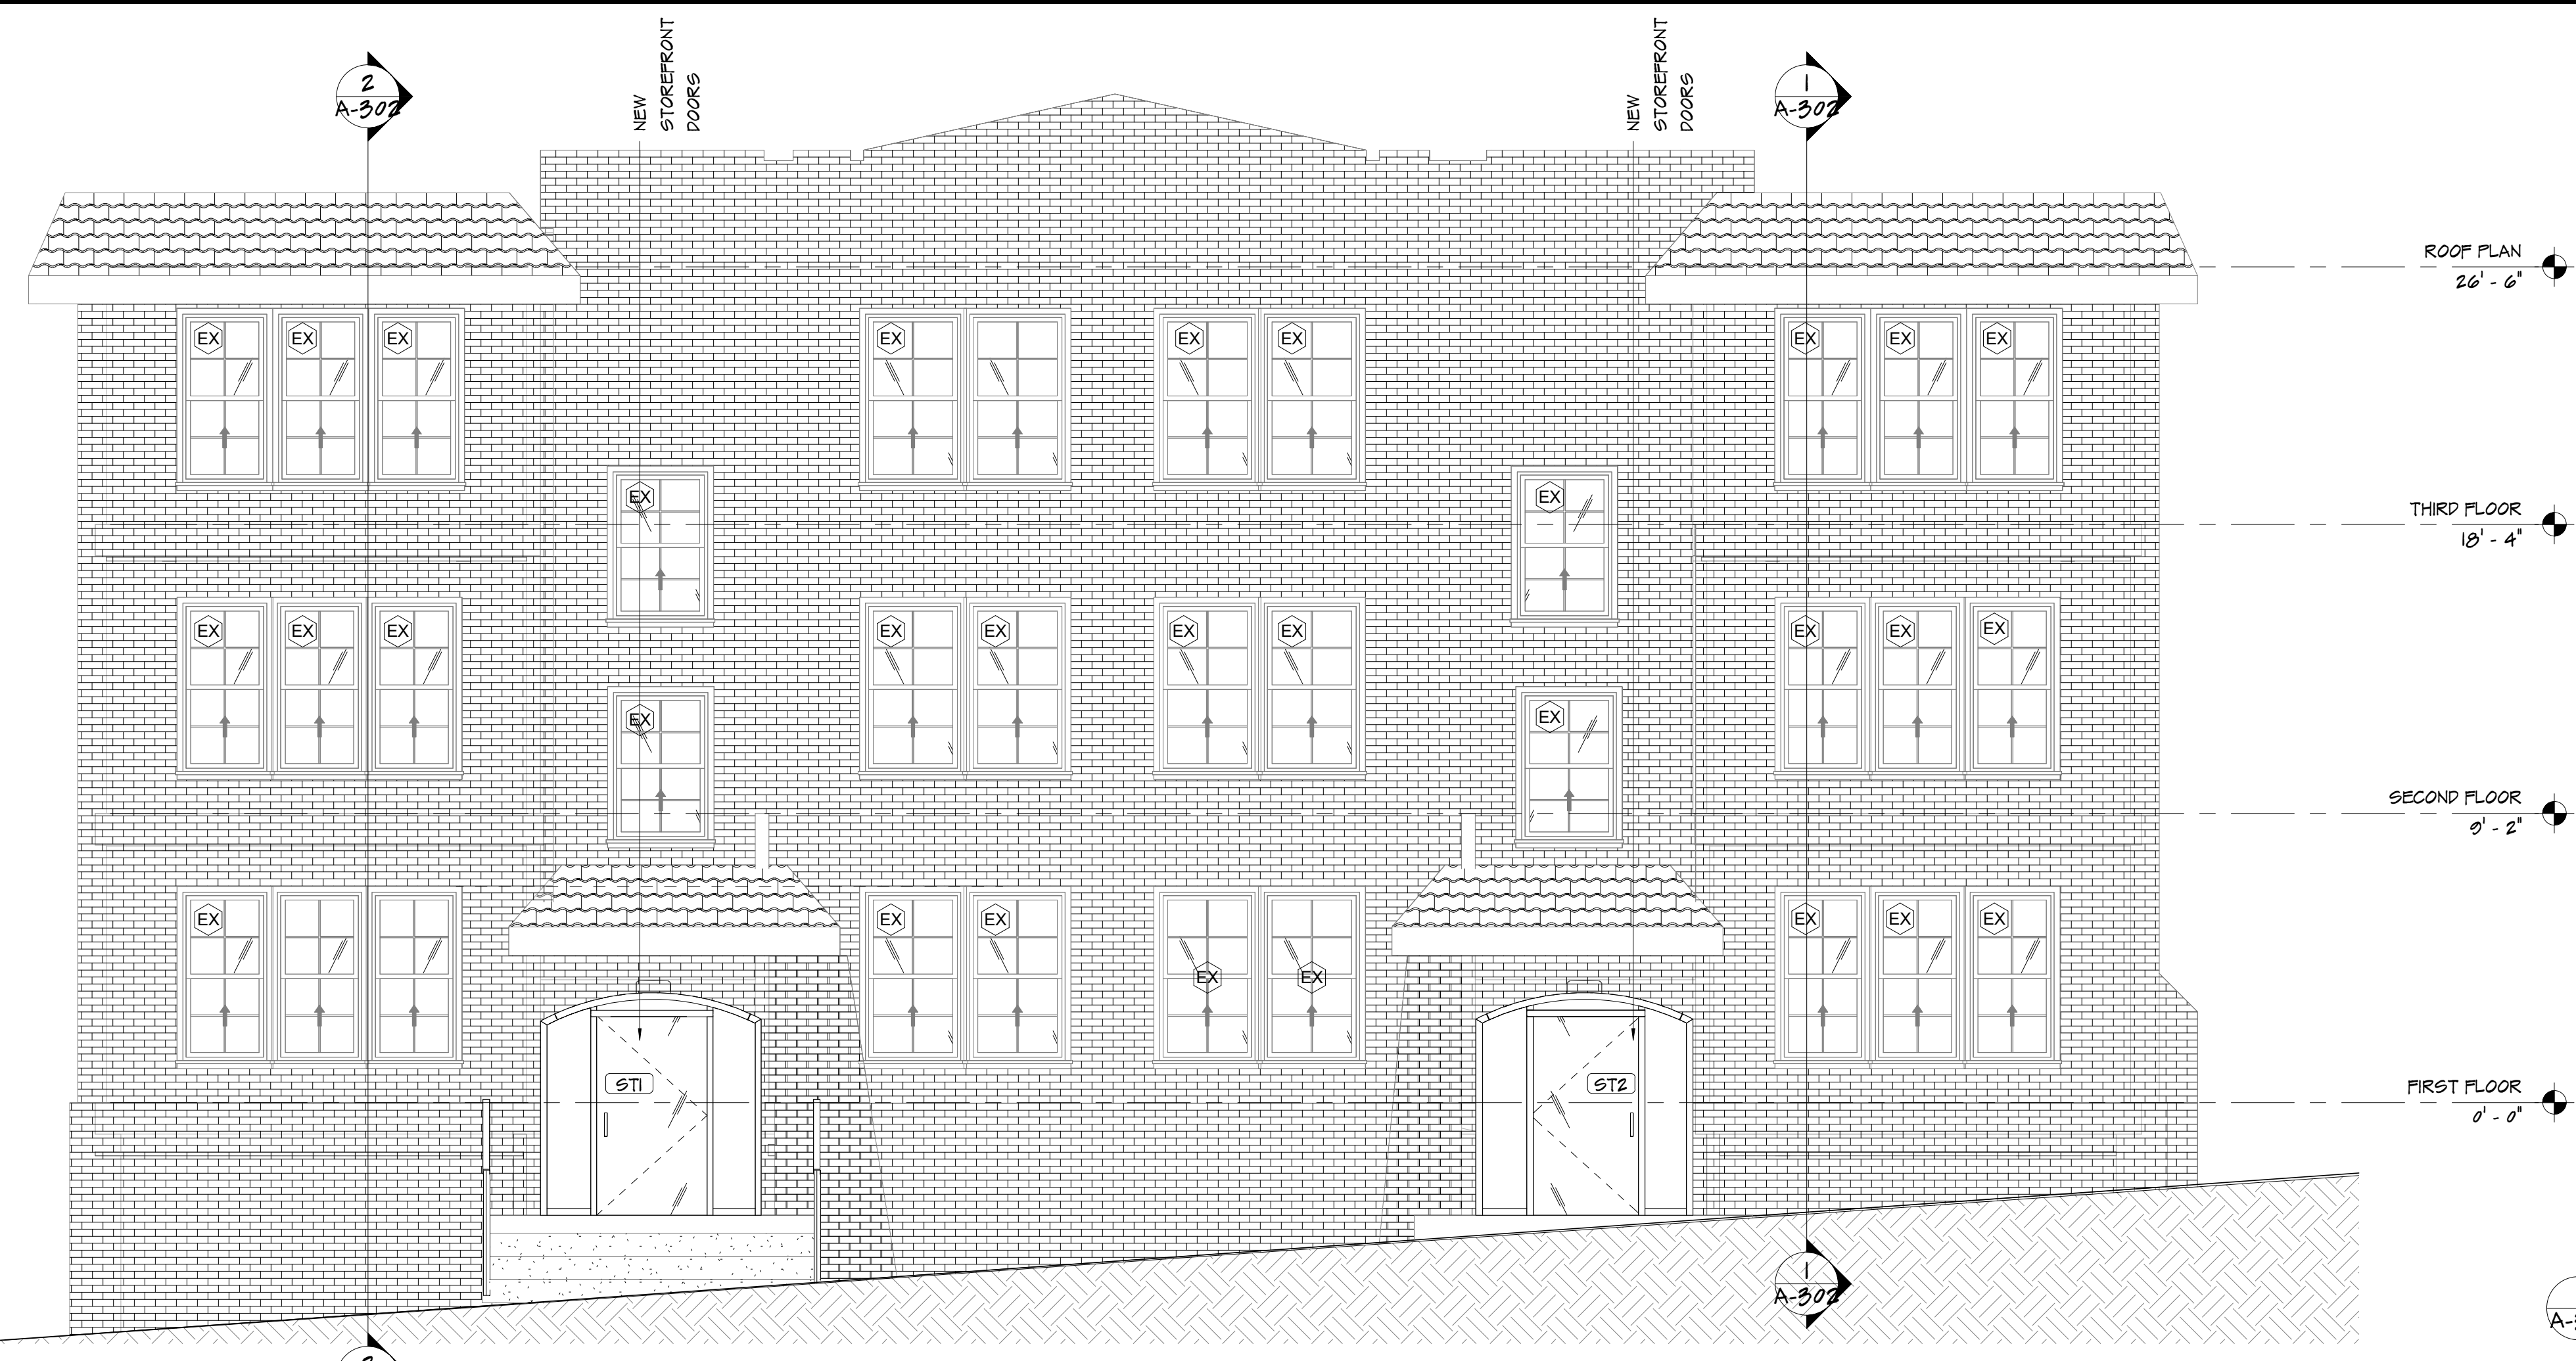 NEW
STOREFRONT
DOORS
NEW
STOREFRONT
DOORS
2
A-302
1
A-302
ROOF PLAN
26' - 6"
EX EX EX EX EX EX EX EX EX
EX EX
THIRD FLOOR
18' - 4"
EX EX EX EX EX EX EX EX EX EX
EX EX
SECOND FLOOR
9' - 2"
EX EX EX EX EX EX
EX EX
ST1 ST2
FIRST FLOOR
0' - 0"
1
A-302